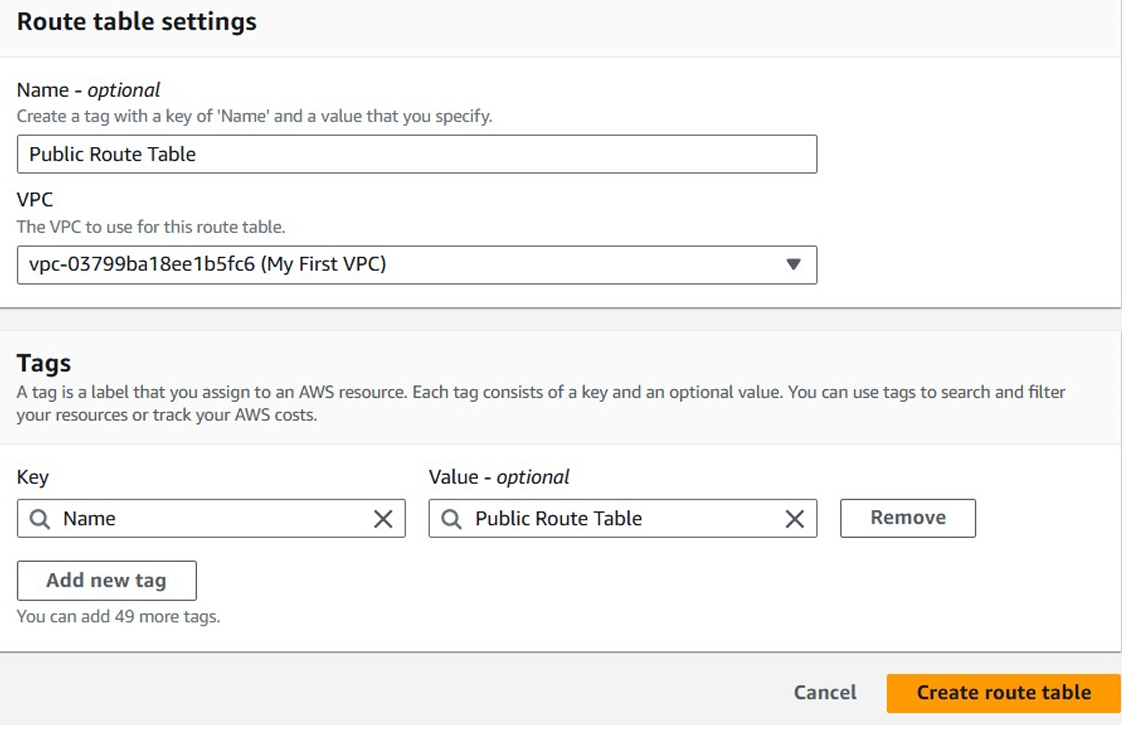 Route table settings
Name - optional
Create a tag with a key of 'Name' and a value that you specify.
Public Route Table
VPC
The VPC to use for this route table.
vpc-03799ba18ee1b5fc6 (My First VPC)
Tags
A tag is a label that you assign to an AWS resource. Each tag consists of a key and an optional value. You can use tags to search and filter
your resources or track your AWS costs.
Key
Value - optional
Name
Public Route Table
Remove
Add new tag
You can add 49 more tags.
Cancel
Create route table